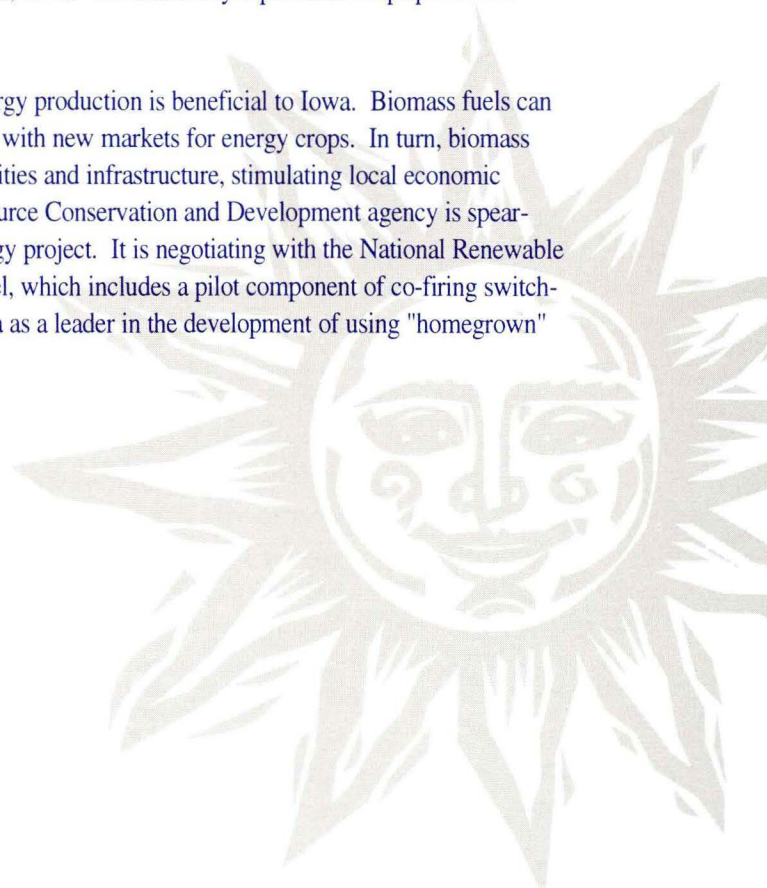 rgy production is beneficial to Iowa. Biomass fuels can
with new markets for energy crops. In turn, biomass
ities and infrastructure, stimulating local economic
urce Conservation and Development agency is spear-
gy project. It is negotiating with the National Renewable
el, which includes a pilot component of co-firing switch-
as a leader in the development of using "homegrown"